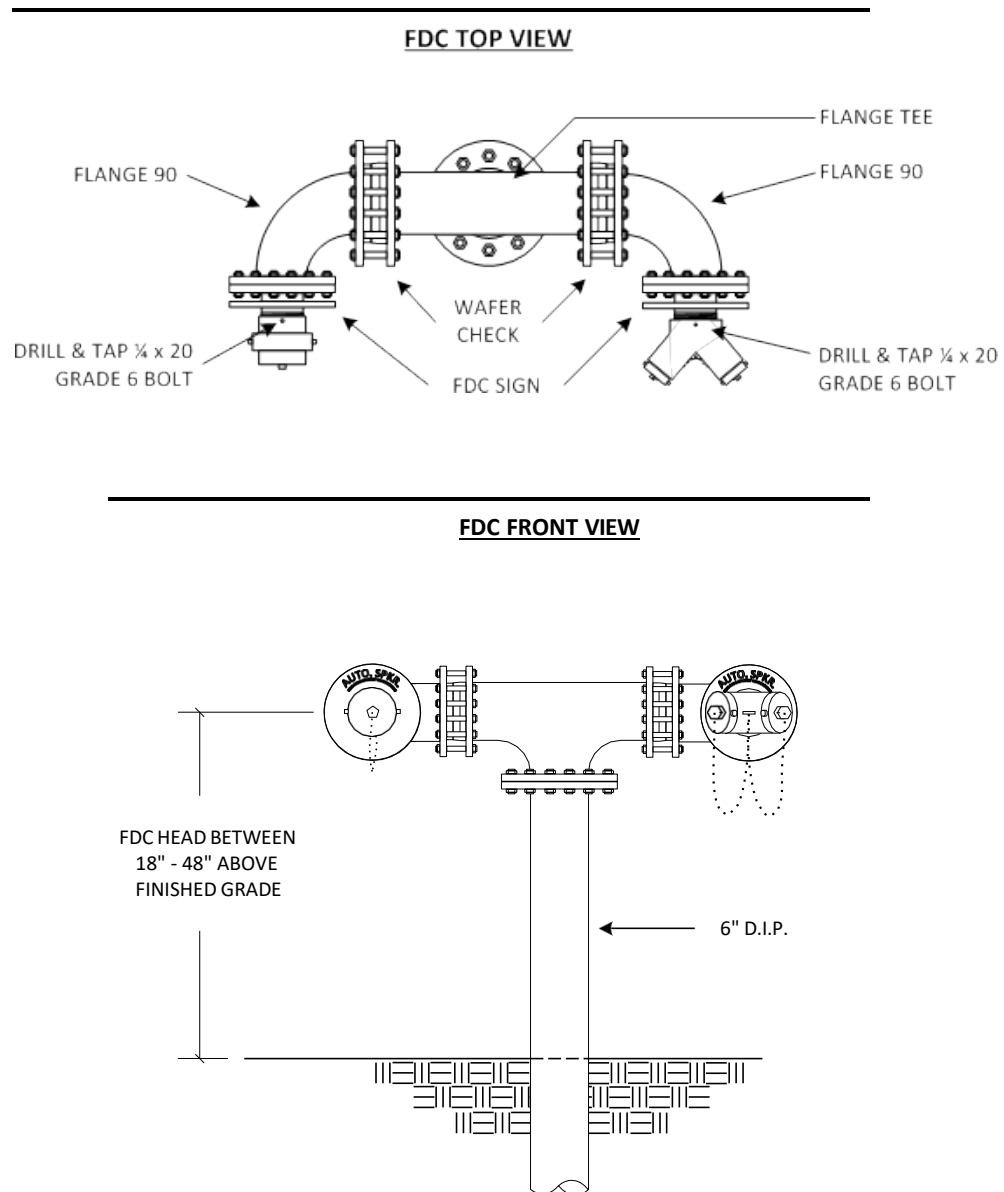 FDC TOP VIEW
FLANGE TEE
FLANGE 90
FLANGE 90
WAFER
CHECK
DRILL & TAP ¼ x 20
GRADE 6 BOLT
FDC SIGN
DRILL & TAP ¼ x 20
GRADE 6 BOLT
FDC FRONT VIEW
AUTO. SPKR.
AUTO. SPKR.
FDC HEAD BETWEEN
18" - 48" ABOVE
FINISHED GRADE
6" D.I.P.